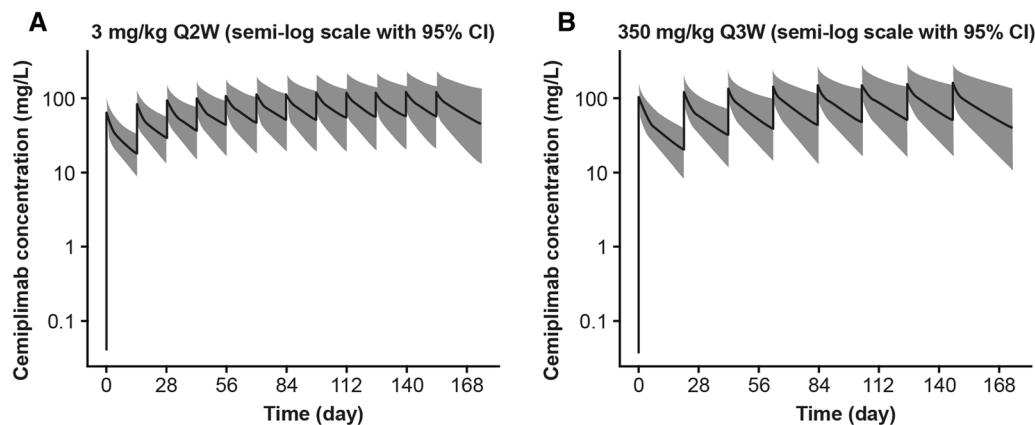 A
3 mg/kg Q2W (semi-log scale with 95% CI)
Cemiplimab concentration (mg/L)
100
10
1
0.1
0 28 56 84 112 140 168
Time (day)
B
350 mg/kg Q3W (semi-log scale with 95% CI)
Cemiplimab concentration (mg/L)
100
10
1
0.1
0 28 56 84 112 140 168
Time (day)